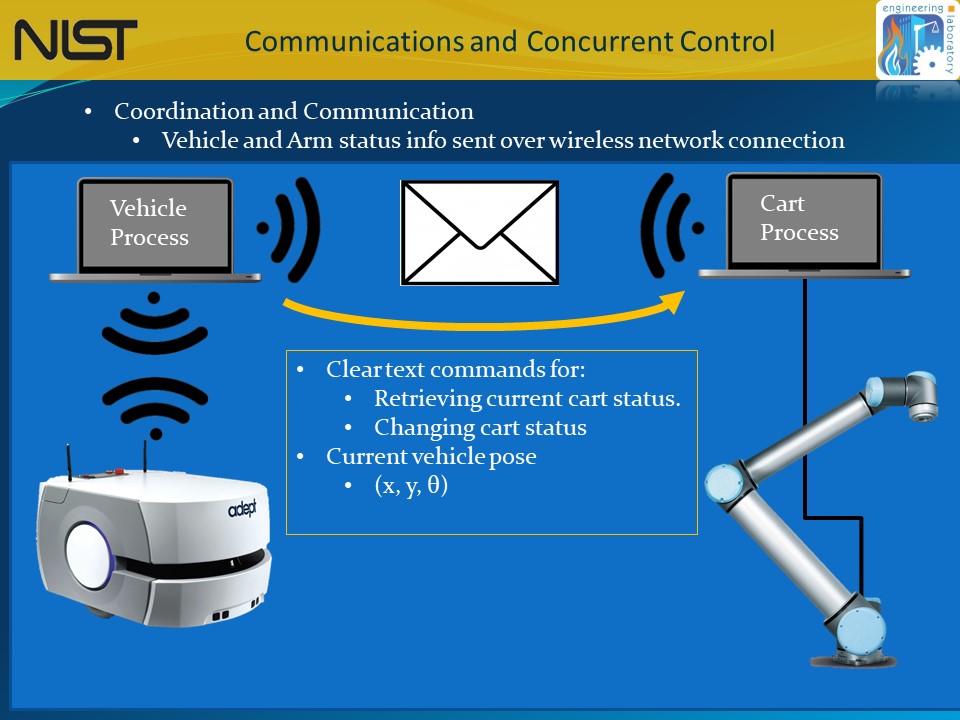 NIST
Communications and Concurrent Control
engineering
laboratory
• Coordination and Communication
• Vehicle and Arm status info sent over wireless network connection
Vehicle
Process
Cart
Process
• Clear text commands for:
• Retrieving current cart status.
• Changing cart status
• Current vehicle pose
• (x, y, θ)
adept